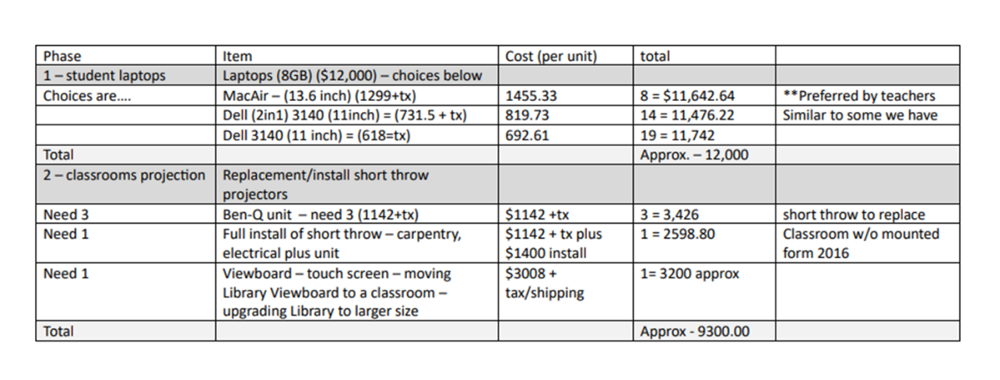 Phase Item Cost (per unit) total
1 – student laptops Laptops (8GB) ($12,000) – choices below
Choices are.... MacAir – (13.6 inch) (1299+tx) 1455.33 8 = $11,642.64 **Preferred by teachers
Dell (2in1) 3140 (11inch) = (731.5 + tx) 819.73 14 = 11,476.22 Similar to some we have
Dell 3140 (11 inch) = (618=tx) 692.61 19 = 11,742
Total Approx. – 12,000
2 – classrooms projection Replacement/install short throw
projectors
Need 3 Ben-Q unit – need 3 (1142+tx) $1142 +tx 3 = 3,426 short throw to replace
Need 1 Full install of short throw – carpentry, $1142 + tx plus 1 = 2598.80 Classroom w/o mounted
electrical plus unit $1400 install form 2016
Need 1 Viewboard – touch screen – moving $3008 + 1= 3200 approx
Library Viewboard to a classroom – tax/shipping
upgrading Library to larger size
Total Approx - 9300.00